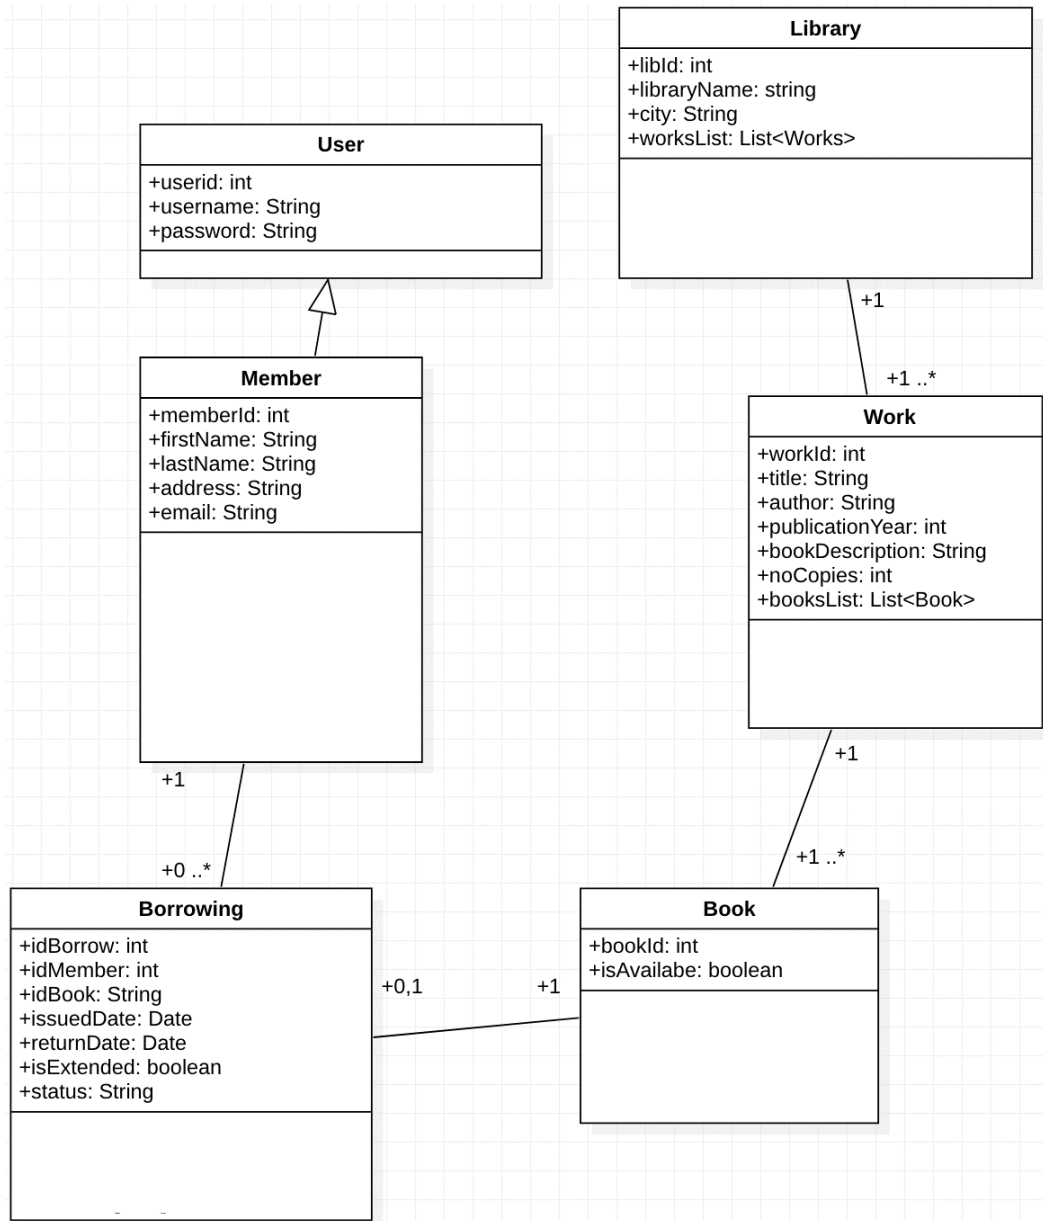 Library
+libId: int
+libraryName: string
+city: String
+worksList: List<Works>
User
+userid: int
+username: String
+password: String
+1
+1 ..*
Member
+memberId: int
+firstName: String
+lastName: String
+address: String
+email: String
Work
+workId: int
+title: String
+author: String
+publicationYear: int
+bookDescription: String
+noCopies: int
+booksList: List<Book>
+1
+0 ..*
+1
+1 ..*
Borrowing
+idBorrow: int
+idMember: int
+idBook: String
+issuedDate: Date
+returnDate: Date
+isExtended: boolean
+status: String
+0,1
+1
Book
+bookId: int
+isAvailabe: boolean